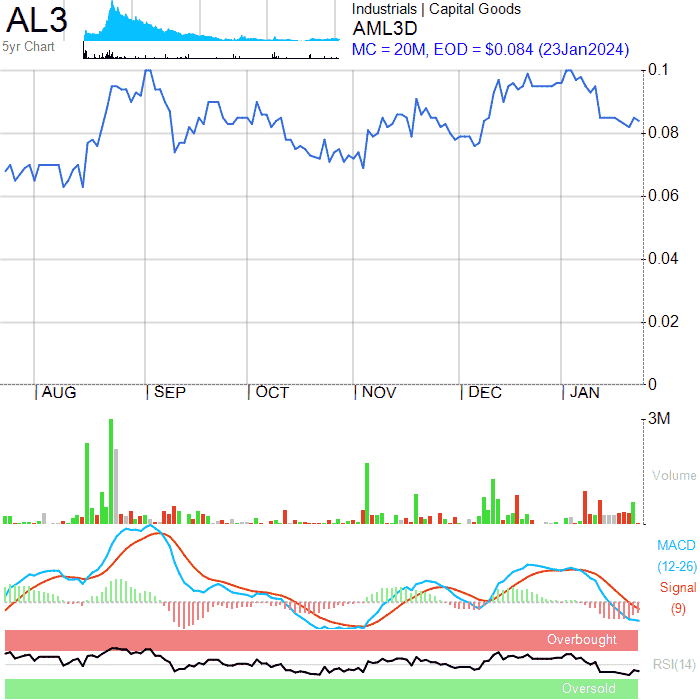 AL3
5yr Chart
Industrials | Capital Goods
AML3D
MC = 20M, EOD = $0.084 (23Jan2024)
0.1
0.08
0.06
0.04
0.02
0
AUG SEP OCT NOV DEC JAN
3M
Volume
MACD
(12-26)
Signal
(9)
Overbought
RSI(14)
Oversold